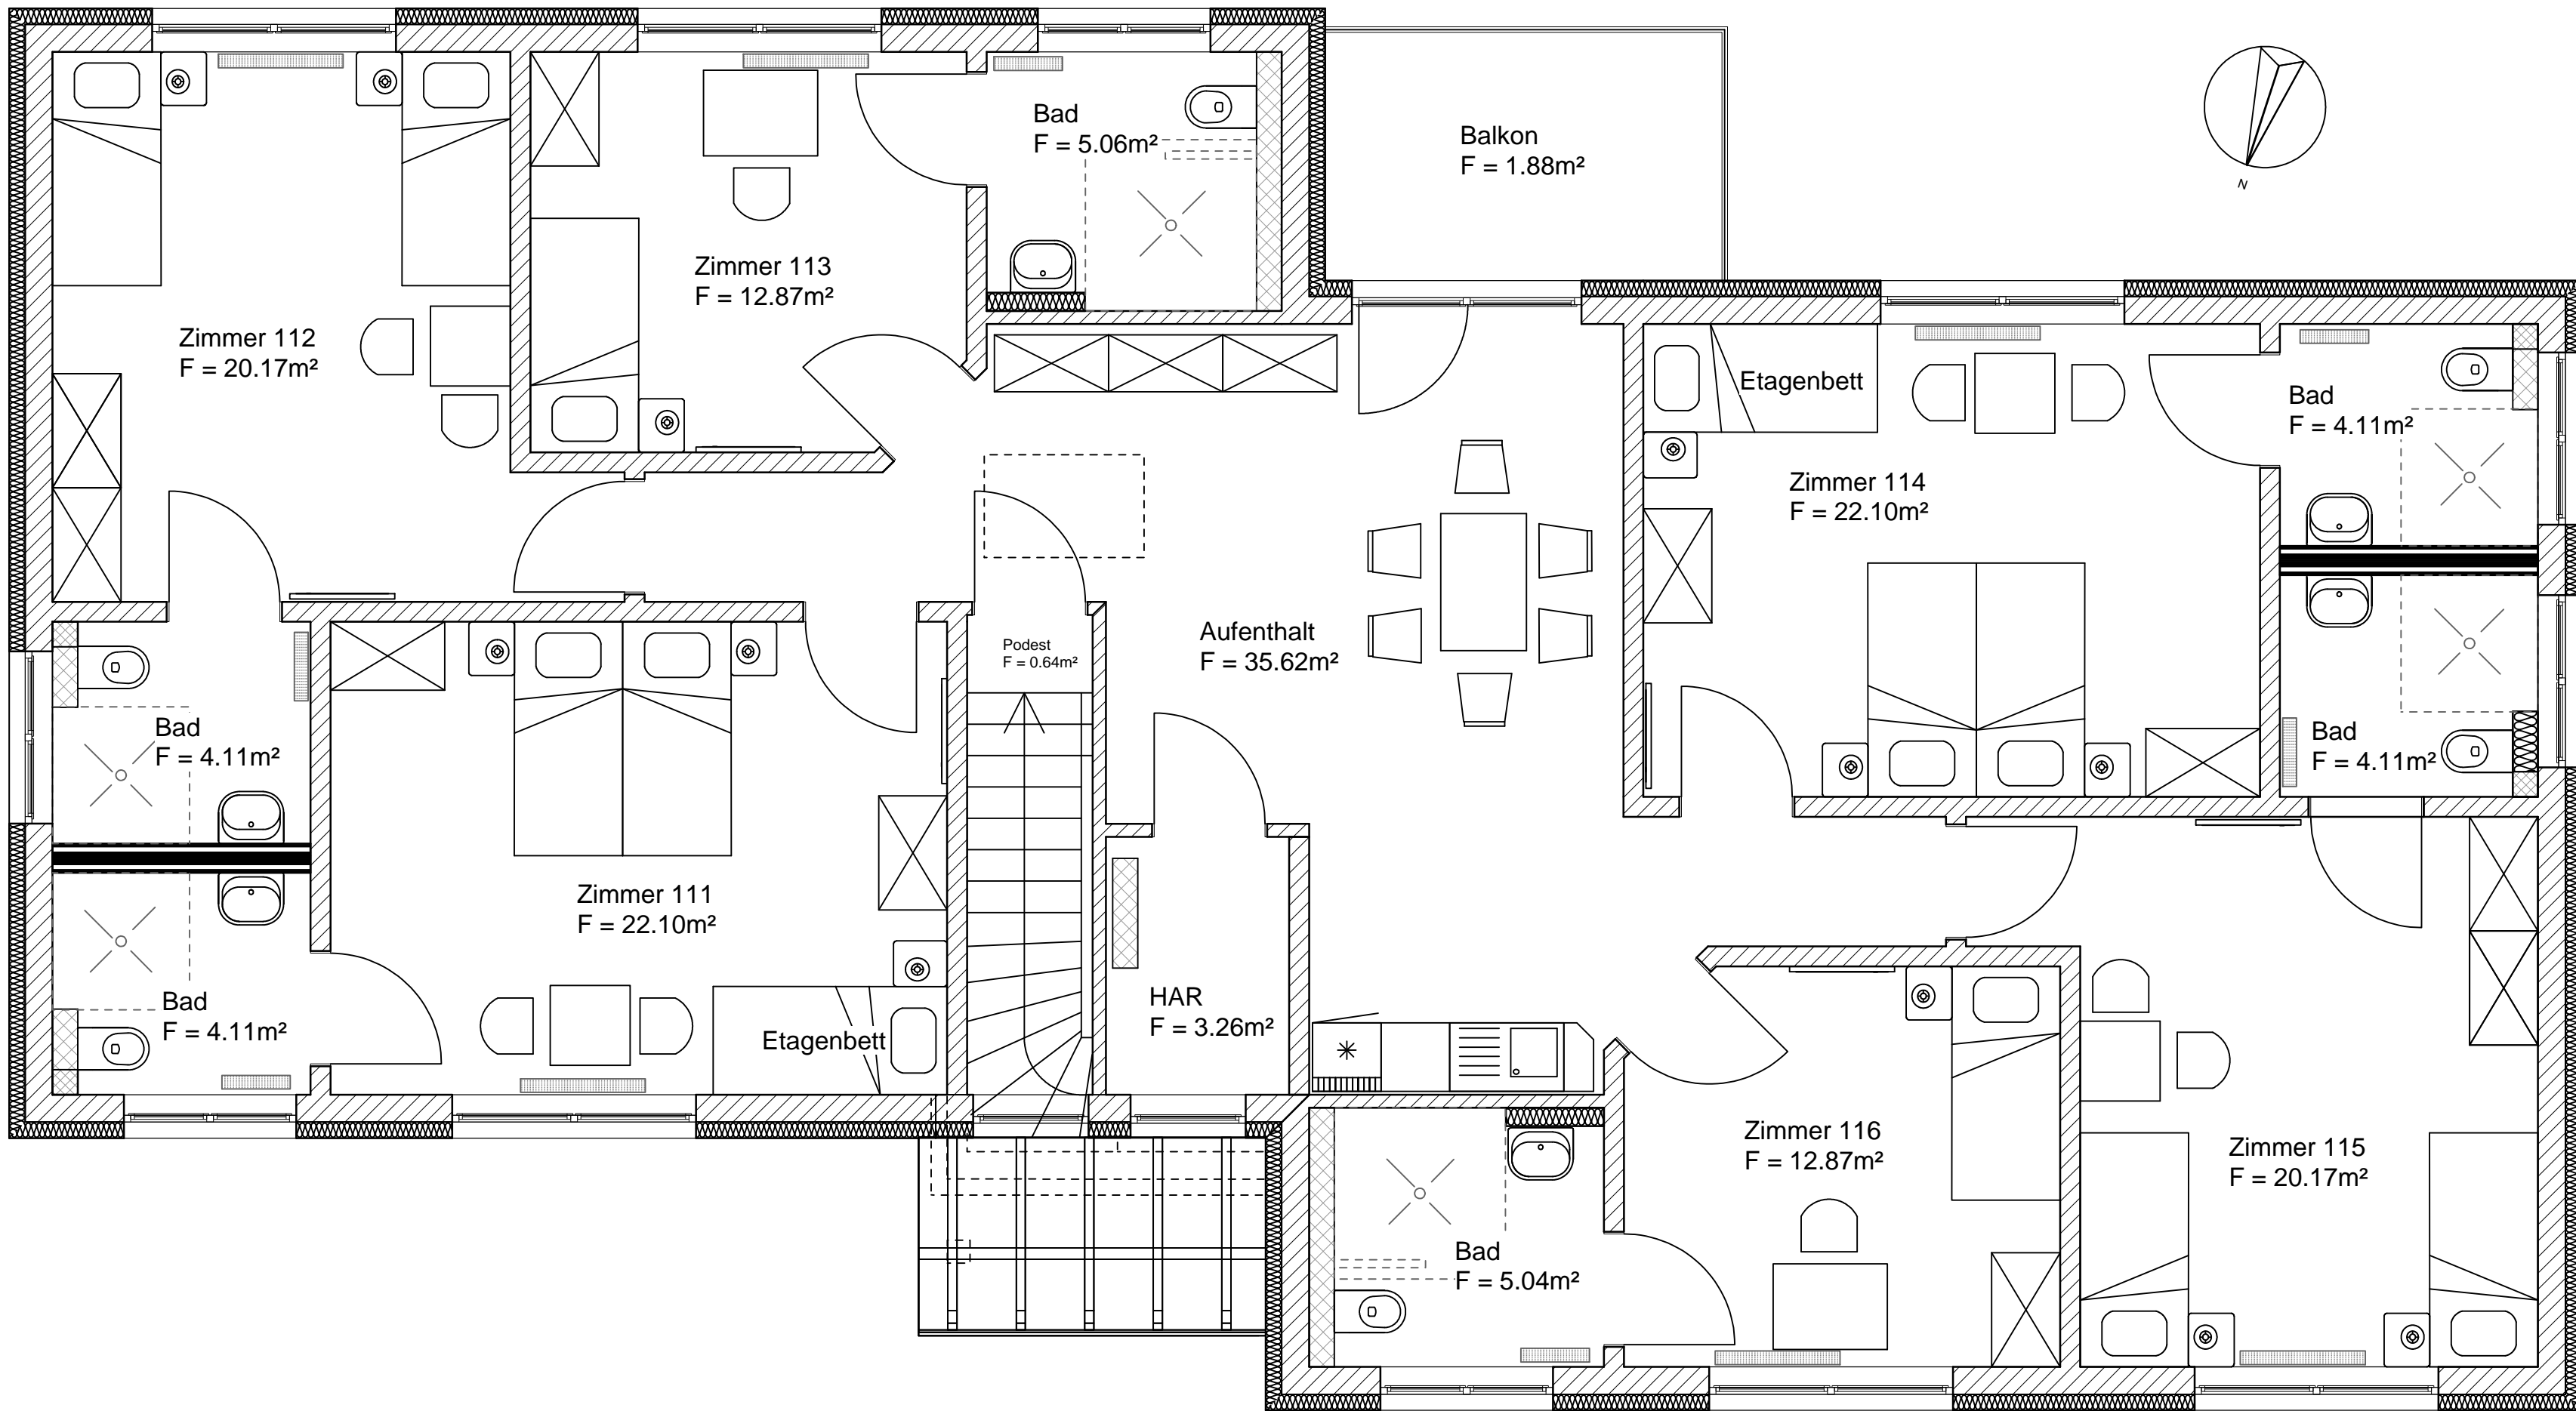 Bad
F = 5.06m²
Balkon
F = 1.88m²
N
Zimmer 113
F = 12.87m²
Zimmer 112
F = 20.17m²
Etagenbett
Bad
F = 4.11m²
Zimmer 114
F = 22.10m²
Aufenthalt
F = 35.62m²
Podest
F = 0.64m²
Bad
F = 4.11m²
Bad
F = 4.11m²
Zimmer 111
F = 22.10m²
Bad
F = 4.11m²
Etagenbett
HAR
F = 3.26m²
Zimmer 116
F = 12.87m²
Zimmer 115
F = 20.17m²
Bad
F = 5.04m²